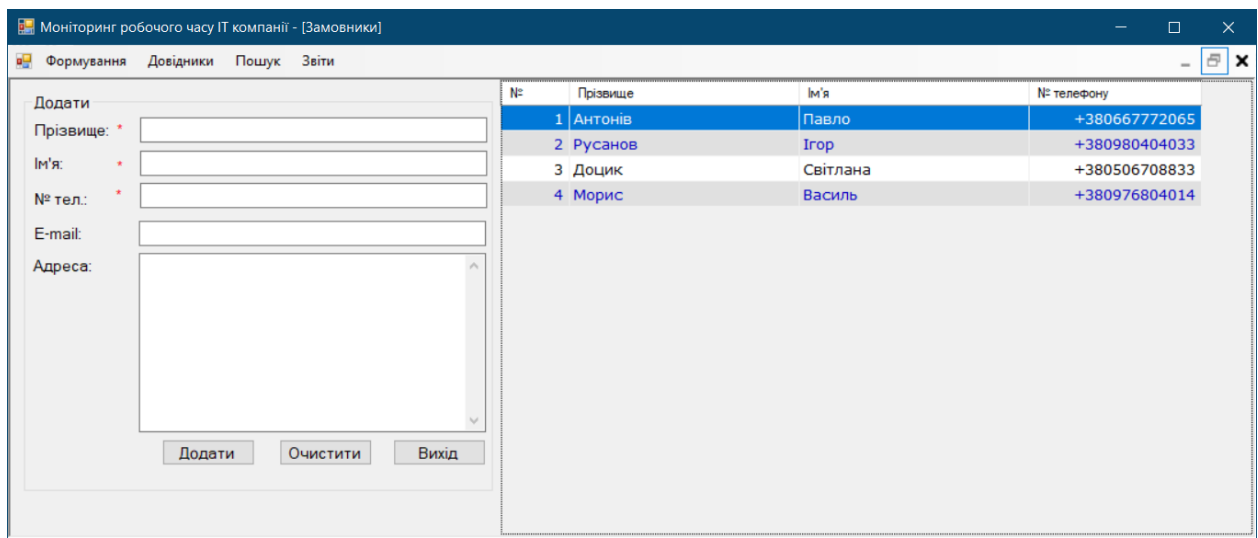 Моніторинг робочого часу ІТ компанії - [Замовники]
Формування Довідники Пошук Звіти
Додати
Прізвище: *
Ім'я: *
№ тел.: *
E-mail:
Адреса:
Додати Очистити Вихід
№ Прізвище Ім'я № телефону
1 Антонів Павло +380667772065
2 Русанов Ігор +380980404033
3 Доцик Світлана +380506708833
4 Морис Василь +380976804014